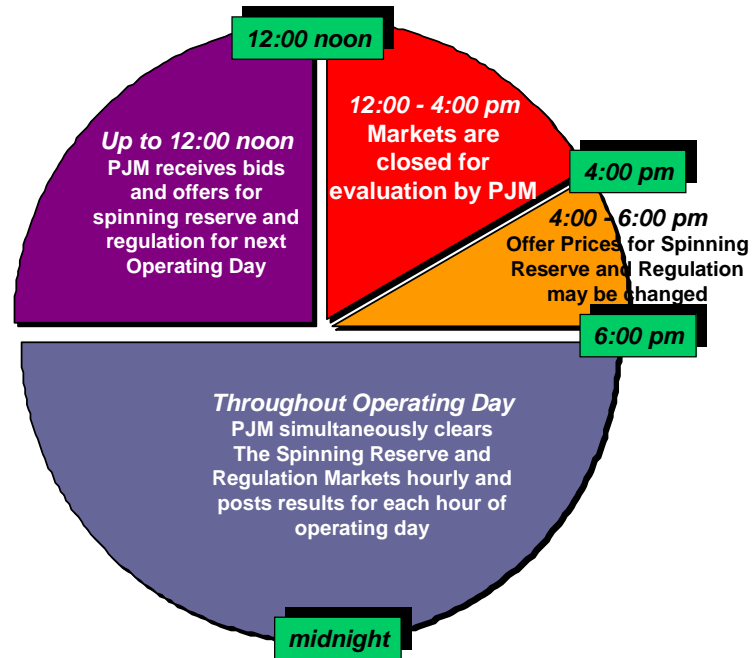 12:00 noon
Up to 12:00 noon
PJM receives bids
and offers for
spinning reserve and
regulation for next
Operating Day
12:00 - 4:00 pm
Markets are
closed for
evaluation by PJM
4:00 pm
4:00 - 6:00 pm
Offer Prices for Spinning
Reserve and Regulation
may be changed
6:00 pm
Throughout Operating Day
PJM simultaneously clears
The Spinning Reserve and
Regulation Markets hourly and
posts results for each hour of
operating day
midnight